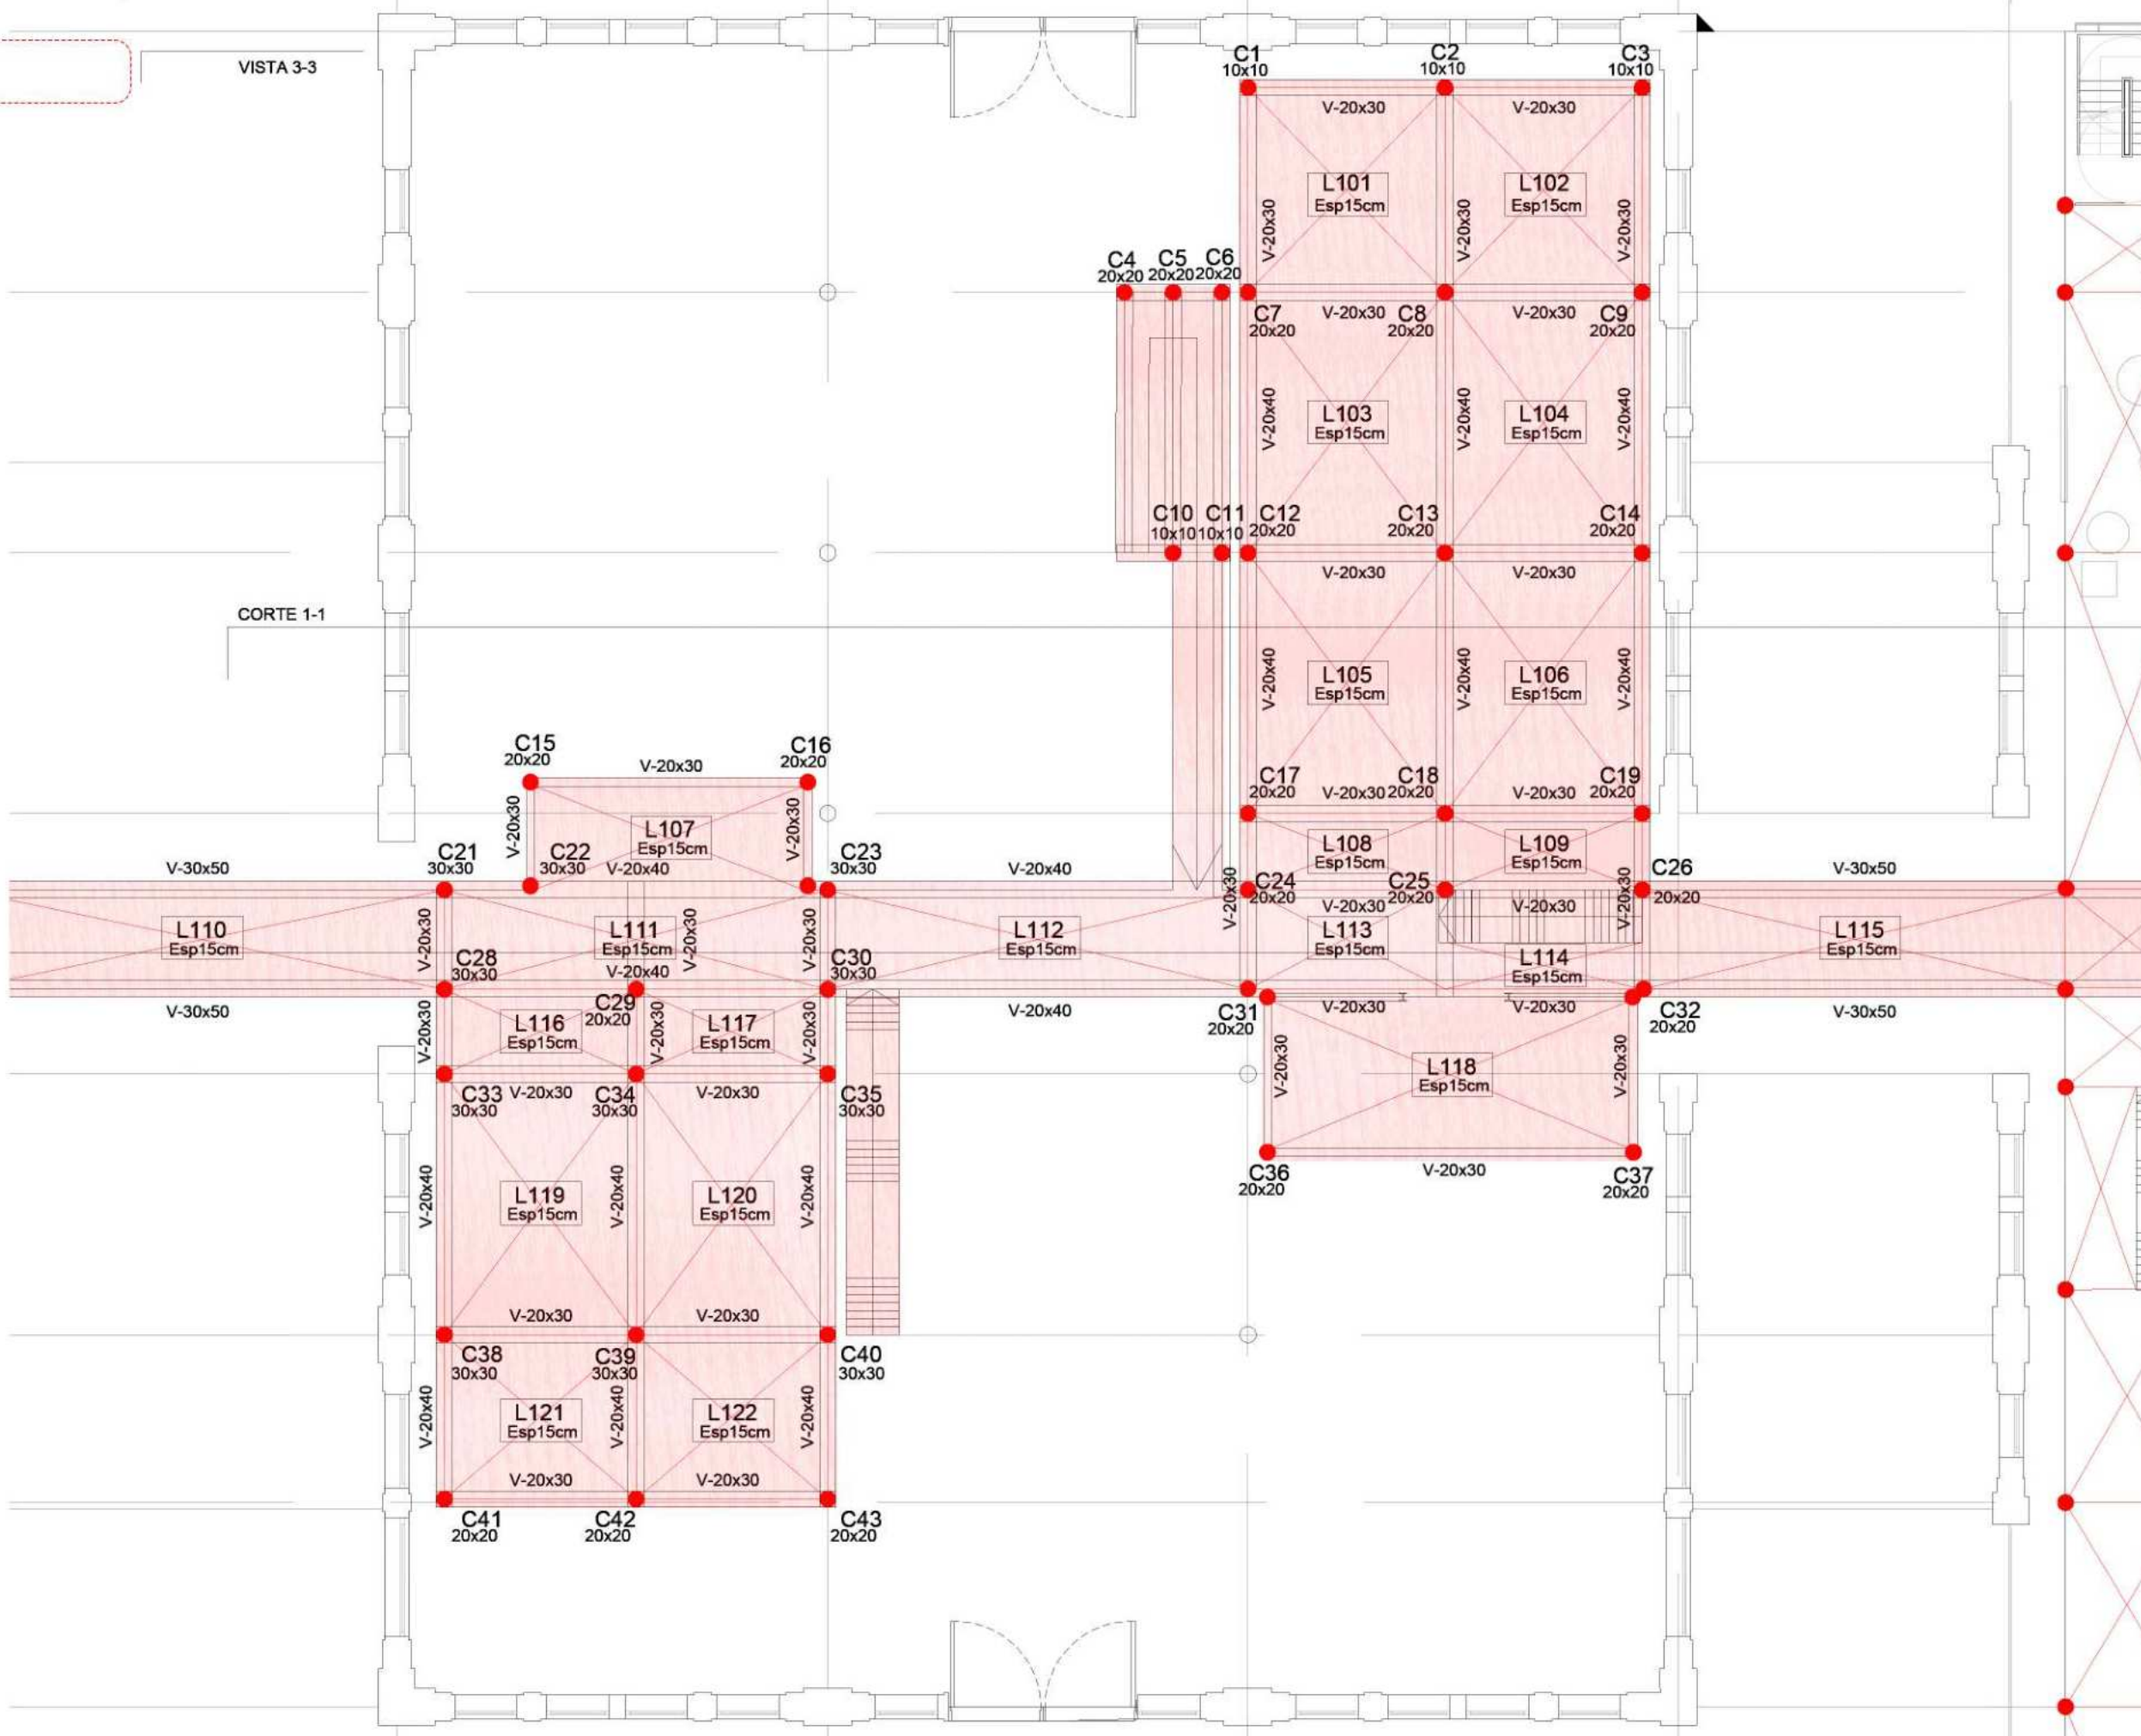 VISTA 3-3
C1
10x10
C2
10x10
C3
10x10
V-20x30
V-20x30
L101
Esp15cm
L102
Esp15cm
V-20x30
V-20x30
V-20x30
C4
20x20
C5
20x20
C6
20x20
C7
20x20
V-20x30
C8
20x20
V-20x30
C9
20x20
V-20x40
L103
Esp15cm
V-20x40
L104
Esp15cm
V-20x40
C10
10x10
C11
10x10
C12
20x20
C13
20x20
C14
20x20
V-20x30
V-20x30
CORTE 1-1
V-20x40
L105
Esp15cm
V-20x40
L106
Esp15cm
V-20x40
C15
20x20
V-20x30
C16
20x20
C17
20x20
V-20x30
C18
20x20
V-20x30
C19
20x20
V-20x30
L107
Esp15cm
V-20x30
L108
Esp15cm
L109
Esp15cm
V-30x50
C21
30x30
C22
30x30
V-20x40
C23
30x30
V-20x40
V-20x30
C24
20x20
C25
20x20
V-20x30
C26
20x20
V-30x50
V-20x30
V-20x30
L110
Esp15cm
V-20x30
L111
Esp15cm
V-20x30
V-20x30
L112
Esp15cm
L113
Esp15cm
L114
Esp15cm
L115
Esp15cm
C28
30x30
V-20x40
C30
30x30
V-30x50
C29
20x20
V-20x40
C31
20x20
V-20x30
V-20x30
C32
20x20
V-30x50
V-20x30
L116
Esp15cm
V-20x30
L117
Esp15cm
V-20x30
V-20x30
L118
Esp15cm
V-20x30
C33
30x30
V-20x30
C34
30x30
V-20x30
C35
30x30
C36
20x20
V-20x30
C37
20x20
V-20x40
L119
Esp15cm
V-20x40
L120
Esp15cm
V-20x40
V-20x30
V-20x30
C38
30x30
C39
30x30
C40
30x30
V-20x40
L121
Esp15cm
V-20x40
L122
Esp15cm
V-20x40
V-20x30
V-20x30
C41
20x20
C42
20x20
C43
20x20